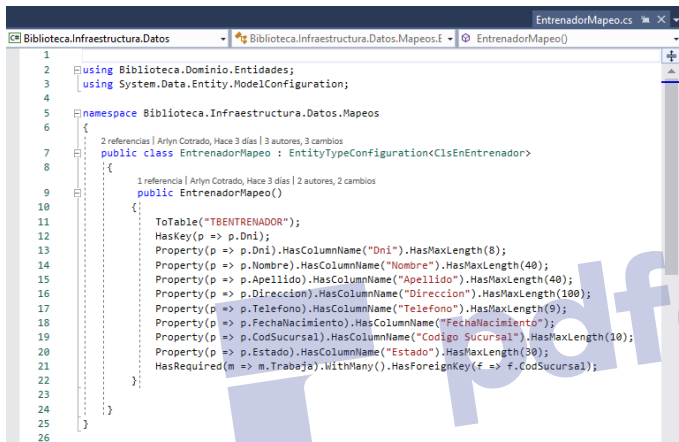 EntrenadorMapeo.cs
Biblioteca.Infraestructura.Datos Biblioteca.Infraestructura.Datos.Mapeos.E EntrenadorMapeo()
1
2 using Biblioteca.Dominio.Entidades;
3 using System.Data.Entity.ModelConfiguration;
4
5 namespace Biblioteca.Infraestructura.Datos.Mapeos
6 {
2 referencias | Arlyn Cotrado, Hace 3 días | 3 autores, 3 cambios
7 public class EntrenadorMapeo : EntityTypeConfiguration<ClsEnEntrenador>
8 {
1 referencia | Arlyn Cotrado, Hace 3 días | 2 autores, 2 cambios
9 public EntrenadorMapeo()
10 {
11 ToTable("TBENTRENADOR");
12 HasKey(p => p.Dni);
13 Property(p => p.Dni).HasColumnName("Dni").HasMaxLength(8);
14 Property(p => p.Nombre).HasColumnName("Nombre").HasMaxLength(40);
15 Property(p => p.Apellido).HasColumnName("Apellido").HasMaxLength(40);
16 Property(p => p.Direccion).HasColumnName("Direccion").HasMaxLength(100);
17 Property(p => p.Telefono).HasColumnName("Telefono").HasMaxLength(9);
18 Property(p => p.FechaNacimiento).HasColumnName("FechaNacimiento");
19 Property(p => p.CodSucursal).HasColumnName("Codigo Sucursal").HasMaxLength(10);
20 Property(p => p.Estado).HasColumnName("Estado").HasMaxLength(30);
21 HasRequired(m => m.Trabaja).WithMany().HasForeignKey(f => f.CodSucursal);
22 }
23
24 }
25 }
26
pdf